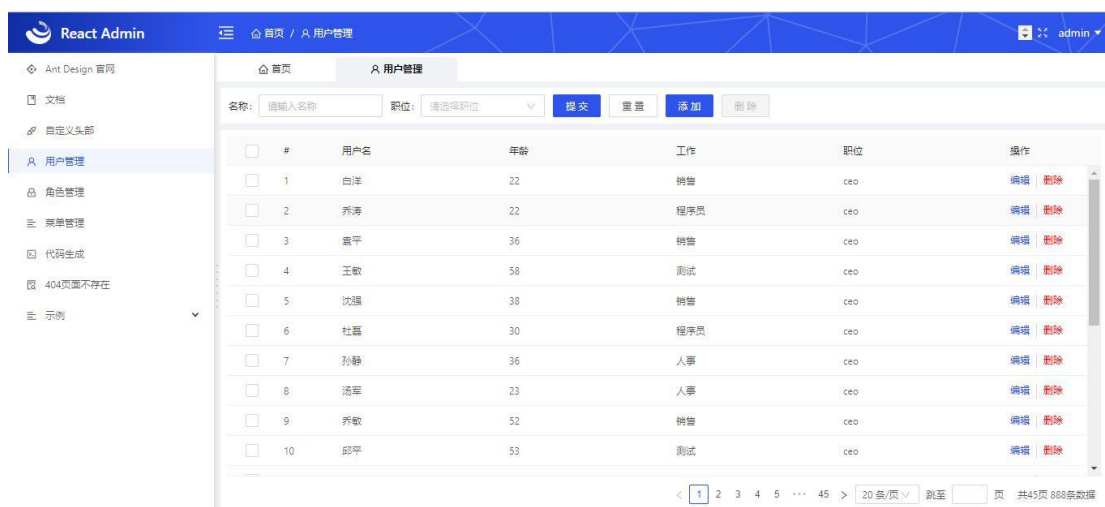 React Admin 首页 / 用户管理 admin
Ant Design 官网 首页 用户管理
文档 名称: 请输入名称 职位: 请选择职位 提交 重置 添加 删除
自定义头部
# 用户名 年龄 工作 职位 操作
用户管理
1 白洋 22 销售 ceo 编辑 删除
角色管理
2 乔涛 22 程序员 ceo 编辑 删除
菜单管理
3 袁平 36 销售 ceo 编辑 删除
代码生成
4 王敏 58 测试 ceo 编辑 删除
404页面不存在
5 沈强 38 销售 ceo 编辑 删除
示例
6 杜磊 30 程序员 ceo 编辑 删除
7 孙静 36 人事 ceo 编辑 删除
8 汤军 23 人事 ceo 编辑 删除
9 乔敏 52 销售 ceo 编辑 删除
10 邱平 53 测试 ceo 编辑 删除
< 1 2 3 4 5 ··· 45 > 20 条/页 跳至 页 共45页 888条数据